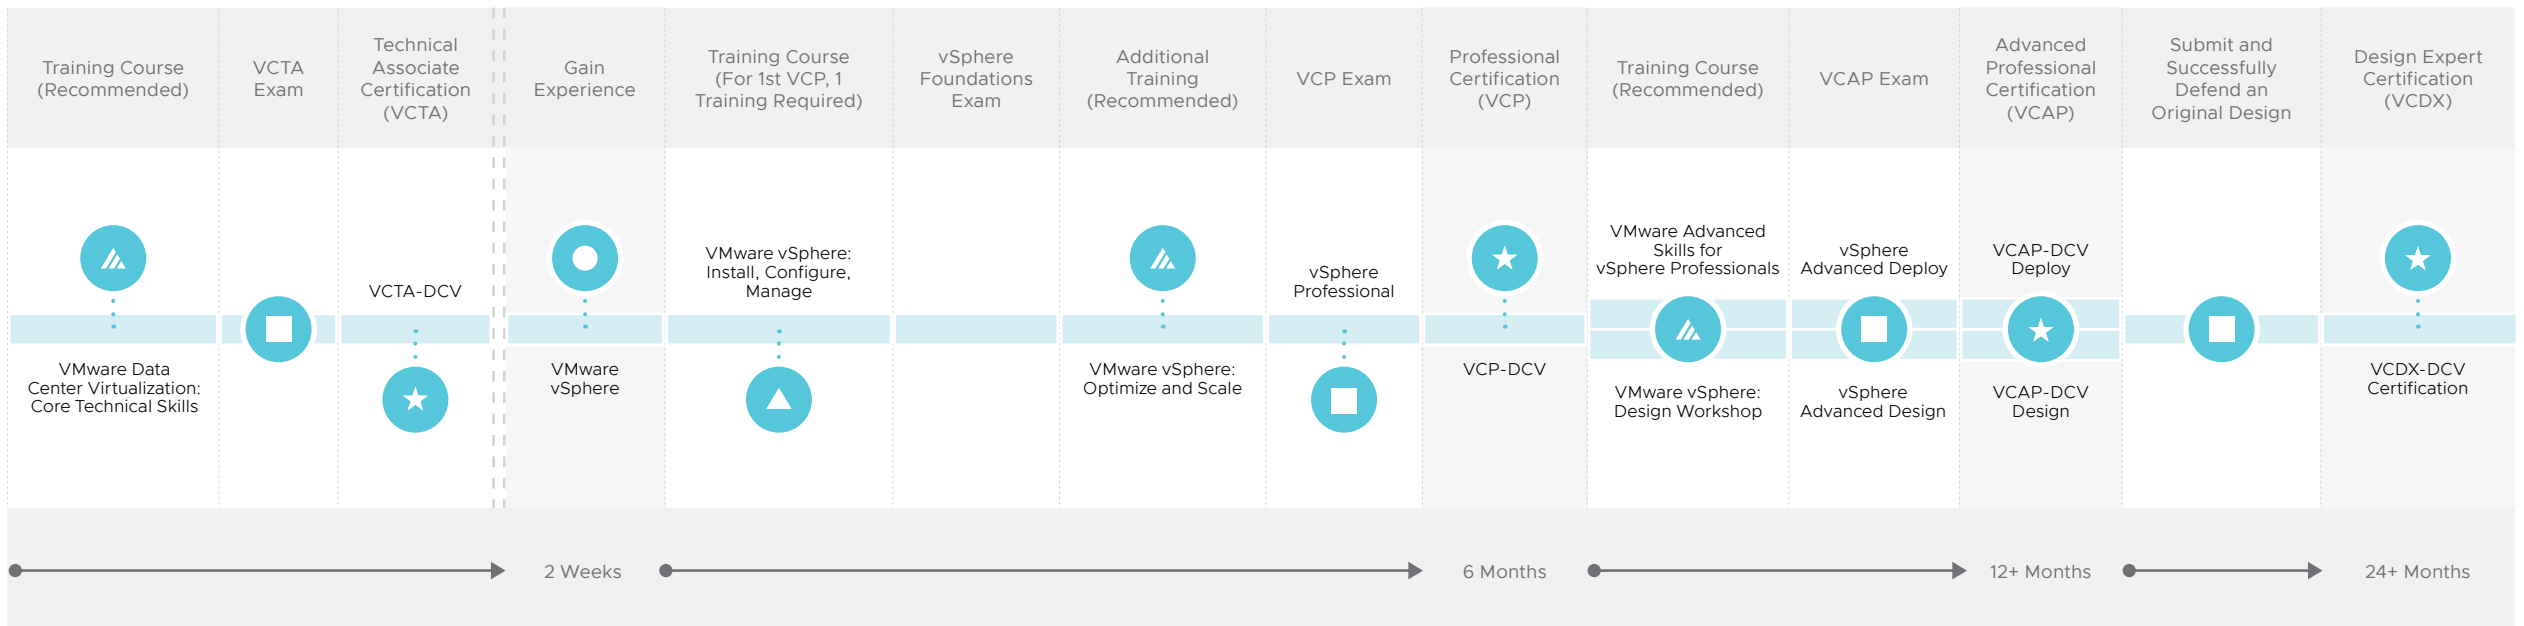 Training Course
(Recommended)
VCTA
Exam
Technical
Associate
Certification
(VCTA)
Gain
Experience
Training Course
(For 1st VCP, 1
Training Required)
vSphere
Foundations
Exam
Additional
Training
(Recommended)
VCP Exam
Professional
Certification
(VCP)
Training Course
(Recommended)
VCAP Exam
Advanced
Professional
Certification
(VCAP)
Submit and
Successfully
Defend an
Original Design
Design Expert
Certification
(VCDX)
VMware Data
Center Virtualization:
Core Technical Skills
VCTA-DCV
VMware
vSphere
VMware vSphere:
Install, Configure,
Manage
VMware vSphere:
Optimize and Scale
vSphere
Professional
VCP-DCV
VMware Advanced
Skills for
vSphere Professionals
VMware vSphere:
Design Workshop
vSphere
Advanced Deploy
vSphere
Advanced Design
VCAP-DCV
Deploy
VCAP-DCV
Design
VCDX-DCV
Certification
2 Weeks
6 Months
12+ Months
24+ Months